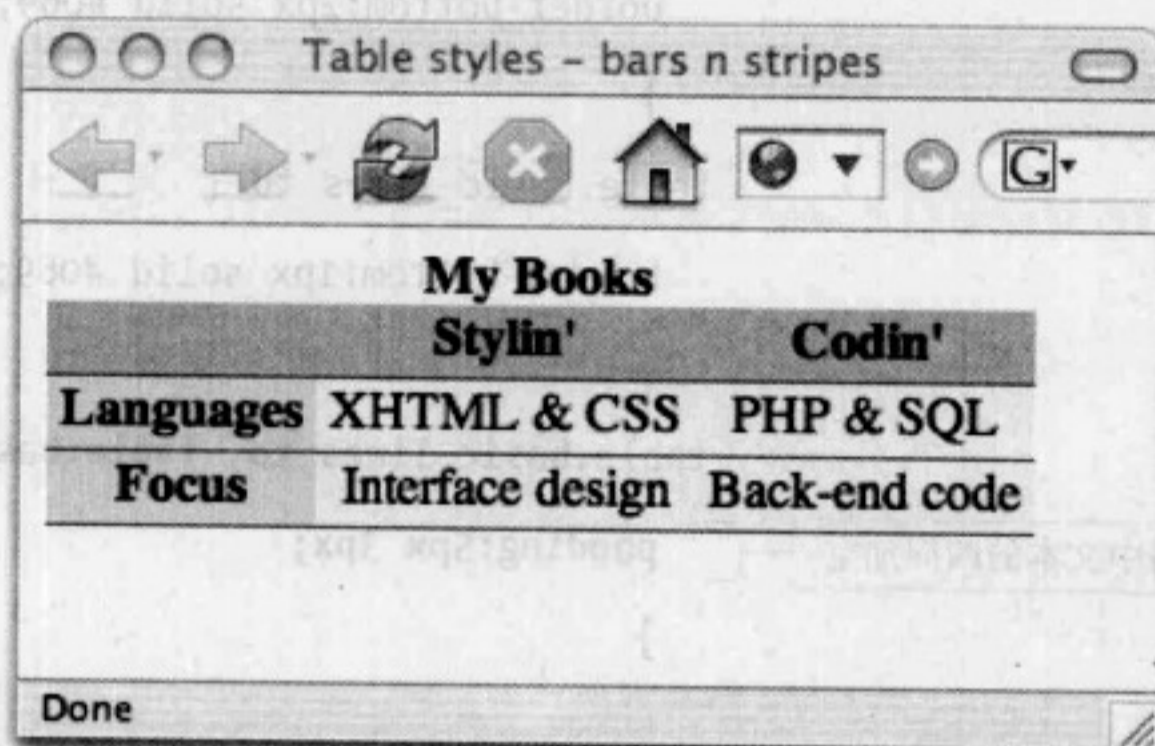 Table styles – bars n stripes
G
My Books
Stylin' Codin'
Languages XHTML & CSS PHP & SQL
Focus Interface design Back-end code
Done